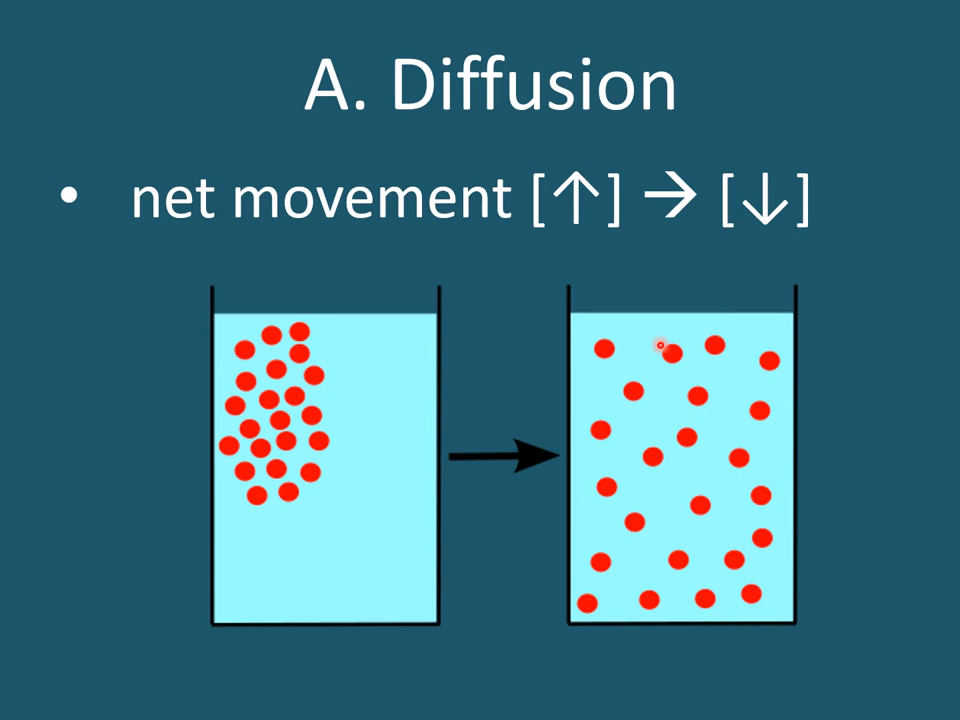 A. Diffusion
• net movement [↑] → [↓]